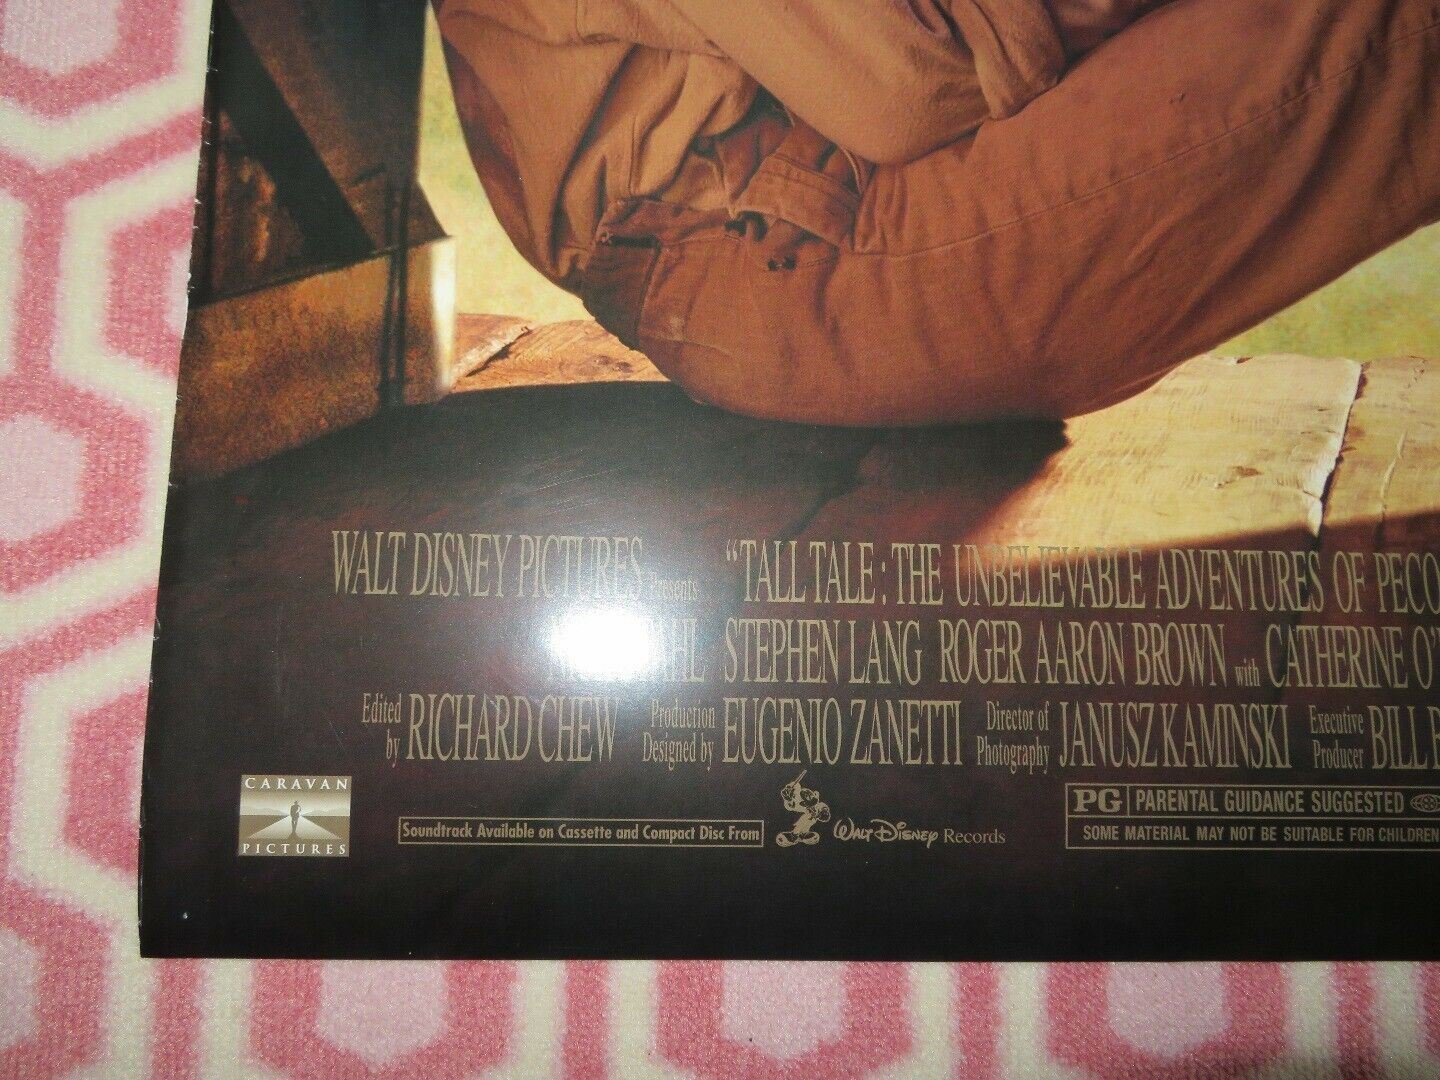 WALT DISNEY PICTURES Presents "TALL TALE: THE UNBELIEVABLE ADVENTURES OF
STEPHEN LANG ROGER AARON BROWN with CATHERINE
Edited by RICHARD CHEW Production Designed by EUGENIO ZANETTI Director of Photography JANUSZ KAMINSKI Executive Producer BILL
CARAVAN
PICTURES
Soundtrack Available on Cassette and Compact Disc From
WALT DISNEY Records
PG PARENTAL GUIDANCE SUGGESTED
SOME MATERIAL MAY NOT BE SUITABLE FOR CHILDREN